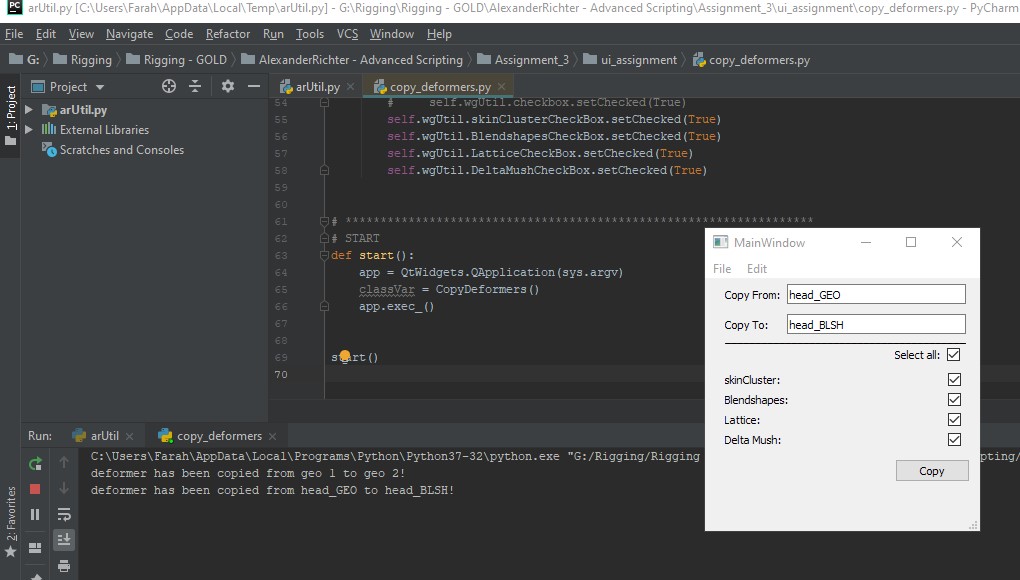 PC arUtil.py [C:\Users\Farah\AppData\Local\Temp\arUtil.py] - G:\Rigging\Rigging - GOLD\AlexanderRichter - Advanced Scripting\Assignment_3\ui_assignment\copy_deformers.py - PyCharm
File Edit View Navigate Code Refactor Run Tools VCS Window Help
G: Rigging Rigging - GOLD AlexanderRichter - Advanced Scripting Assignment_3 ui_assignment copy_deformers.py
1: Project
Project
arUtil.py copy_deformers.py
arUtil.py
External Libraries
Scratches and Consoles
54 # self.wgUtil.checkbox.setChecked(True)
55 self.wgUtil.skinClusterCheckBox.setChecked(True)
56 self.wgUtil.BlendshapesCheckBox.setChecked(True)
57 self.wgUtil.LatticeCheckBox.setChecked(True)
58 self.wgUtil.DeltaMushCheckBox.setChecked(True)
59
60
61 # *******************************************************************
62 # START
63 def start():
64 app = QtWidgets.QApplication(sys.argv)
65 classVar = CopyDeformers()
66 app.exec_()
67
68
69 start()
70
MainWindow
File Edit
Copy From: head_GEO
Copy To: head_BLSH
Select all:
skinCluster:
Blendshapes:
Lattice:
Delta Mush:
Copy
Run: arUtil copy_deformers
C:\Users\Farah\AppData\Local\Programs\Python\Python37-32\python.exe "G:/Rigging/Rigging pting/
deformer has been copied from geo 1 to geo 2!
deformer has been copied from head_GEO to head_BLSH!
2: Favorites